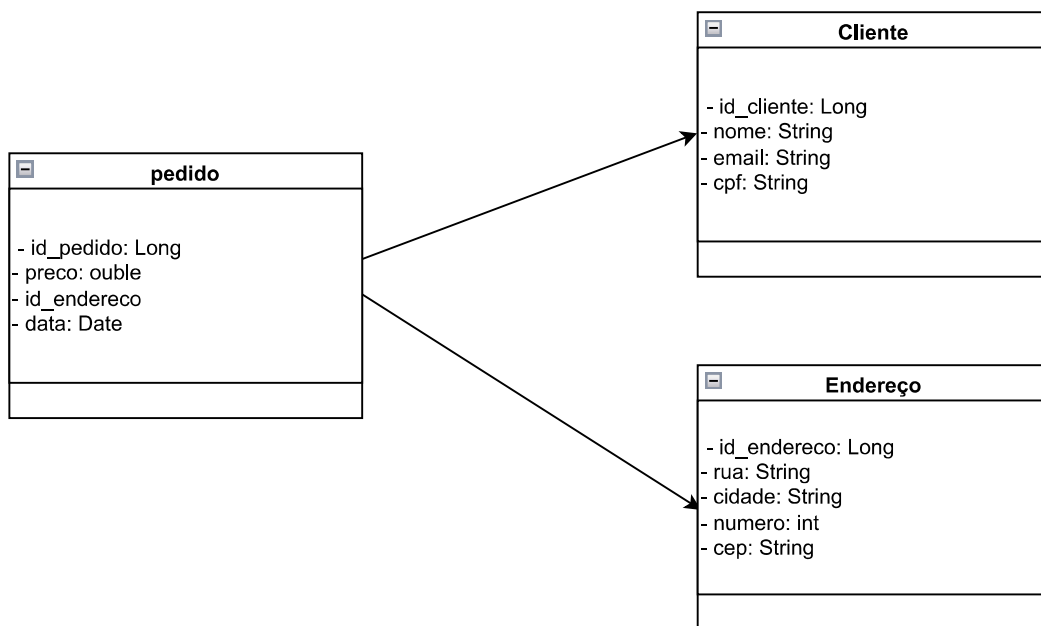 pedido
- id_pedido: Long
- preco: ouble
- id_endereco
- data: Date
Cliente
- id_cliente: Long
- nome: String
- email: String
- cpf: String
Endereço
- id_endereco: Long
- rua: String
- cidade: String
- numero: int
- cep: String